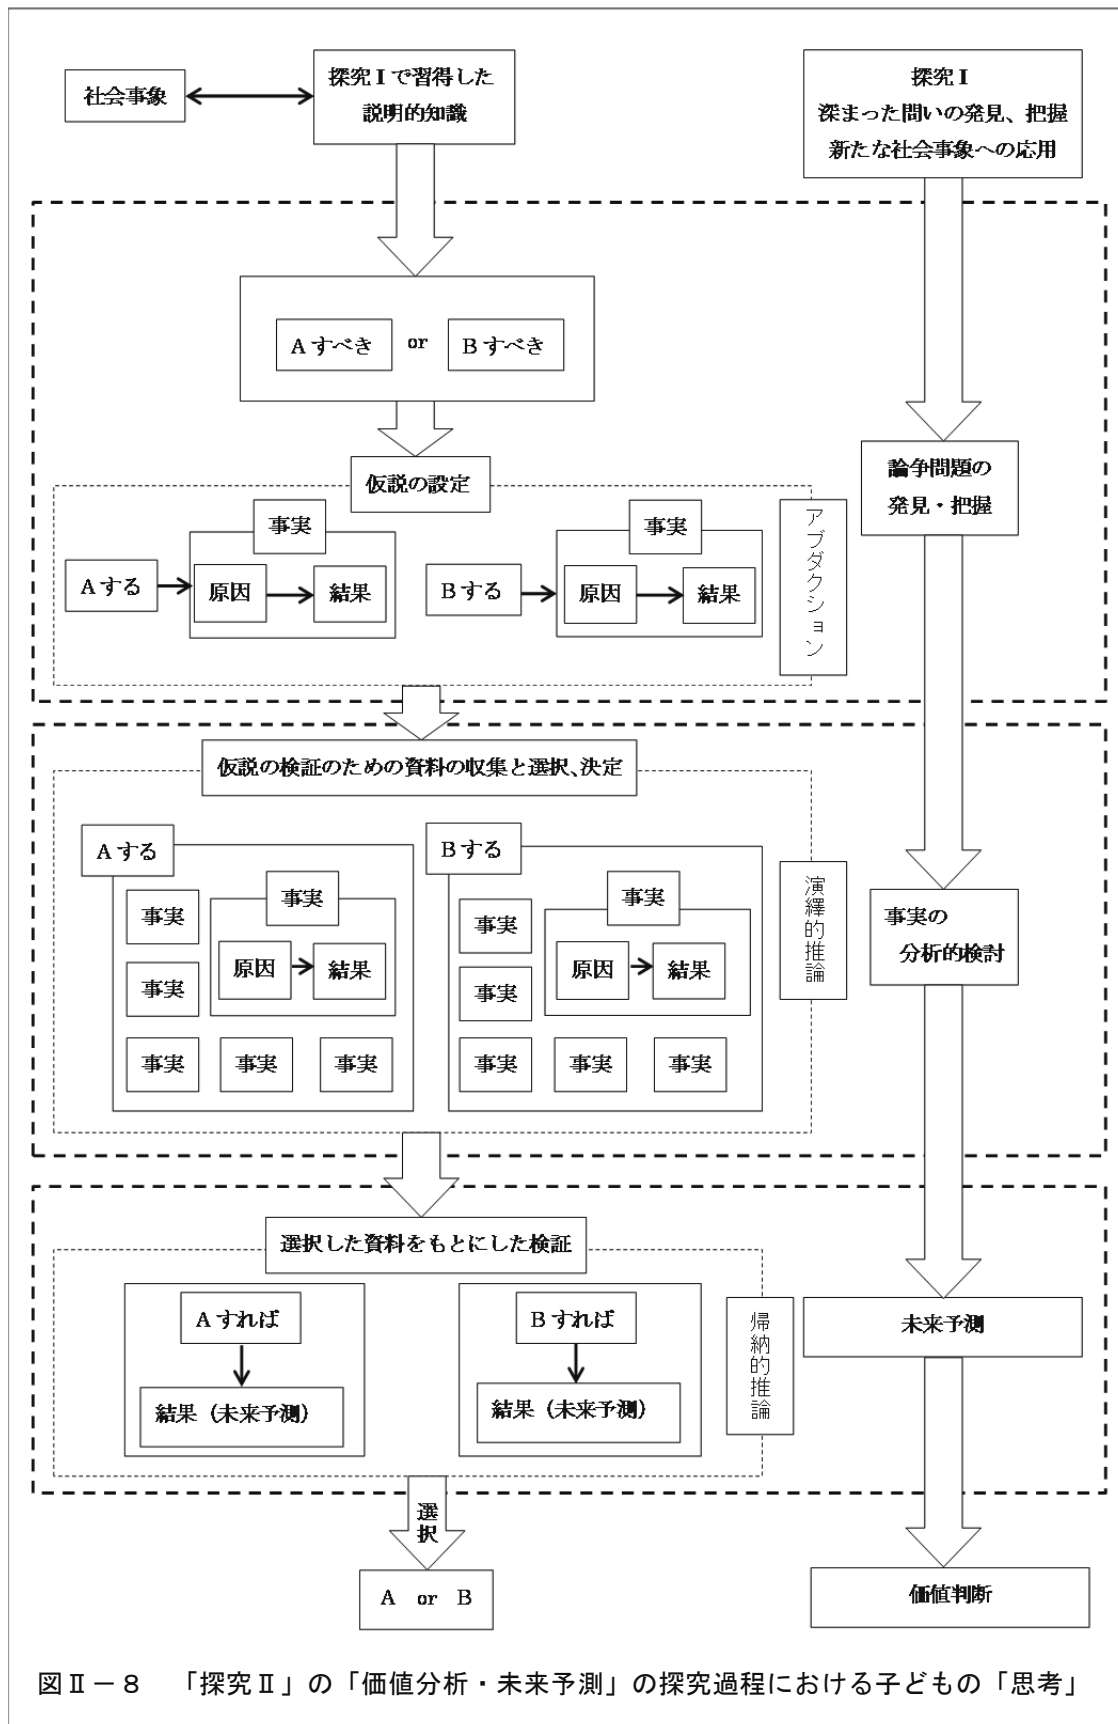 社会事象
探究Ⅰで習得した
説明的知識
探究Ⅰ
深まった問いの発見、把握
新たな社会事象への応用
Aすべき
or
Bすべき
仮説の設定
論争問題の
発見・把握
アブダクション
事実
Aする
原因
結果
事実
Bする
原因
結果
仮説の検証のための資料の収集と選択、決定
Aする
事実
事実
原因
結果
事実
事実
事実
事実
Bする
事実
事実
原因
結果
事実
事実
事実
事実
演繹的推論
事実の
分析的検討
選択した資料をもとにした検証
Aすれば
結果（未来予測）
Bすれば
結果（未来予測）
帰納的推論
未来予測
選択
A or B
価値判断
図Ⅱ－８ 「探究Ⅱ」の「価値分析・未来予測」の探究過程における子どもの「思考」